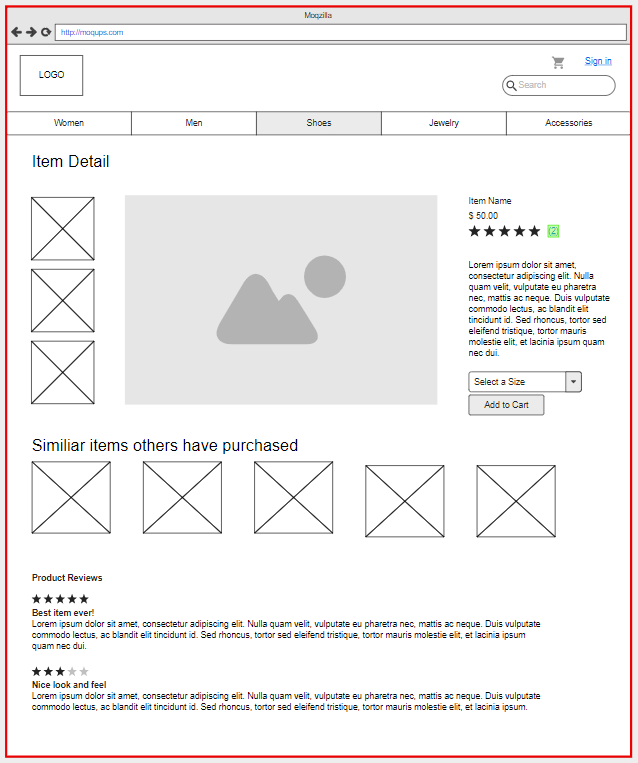 Moqzilla
http://moqups.com
LOGO
Sign in
Search
Women
Men
Shoes
Jewelry
Accessories
Item Detail
Item Name
$ 50.00
(2)
Lorem ipsum dolor sit amet,
consectetur adipiscing elit. Nulla
quam velit, vulputate eu pharetra
nec, mattis ac neque. Duis vulputate
commodo lectus, ac blandit elit
tincidunt id. Sed rhoncus, tortor sed
eleifend tristique, tortor mauris
molestie elit, et lacinia ipsum quam
nec dui.
Select a Size
Add to Cart
Similiar items others have purchased
Product Reviews
Best item ever!
Lorem ipsum dolor sit amet, consectetur adipiscing elit. Nulla quam velit, vulputate eu pharetra nec, mattis ac neque. Duis vulputate
commodo lectus, ac blandit elit tincidunt id. Sed rhoncus, tortor sed eleifend tristique, tortor mauris molestie elit, et lacinia ipsum
quam nec dui.
Nice look and feel
Lorem ipsum dolor sit amet, consectetur adipiscing elit. Nulla quam velit, vulputate eu pharetra nec, mattis ac neque. Duis vulputate
commodo lectus, ac blandit elit tincidunt id. Sed rhoncus, tortor sed eleifend tristique, tortor mauris molestie elit, et lacinia ipsum.